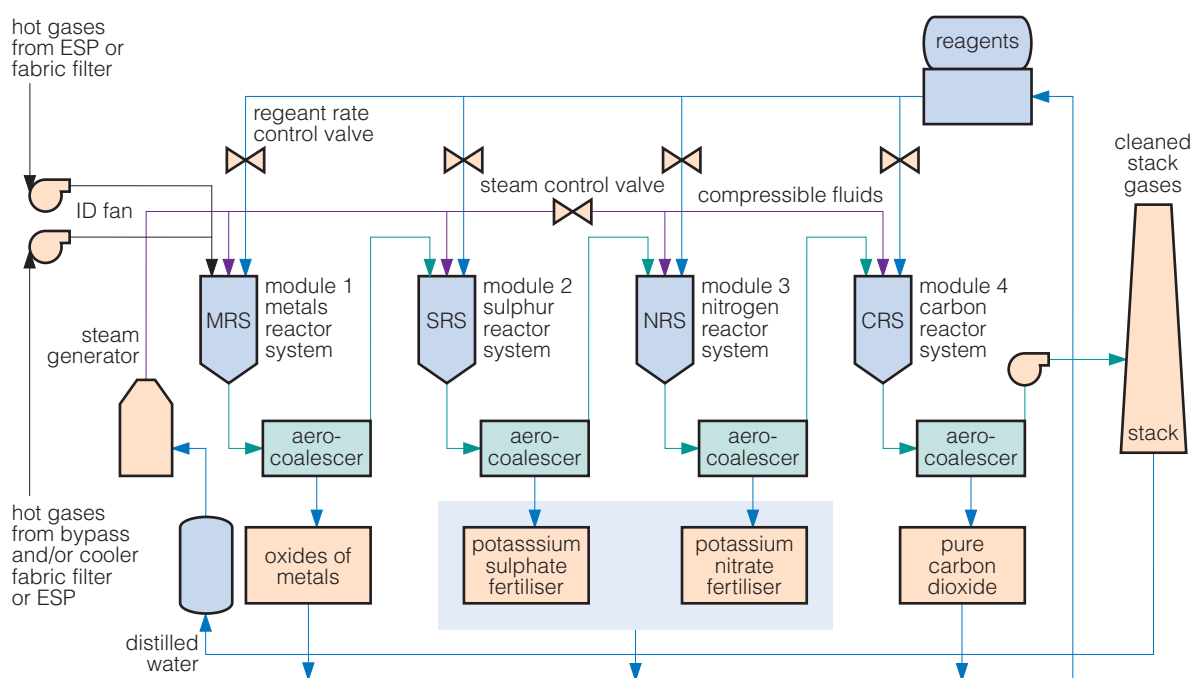 hot gases
from ESP or
fabric filter
reagents
regeant rate
control valve
cleaned
stack
gases
steam control valve
compressible fluids
ID fan
MRS
module 1
metals
reactor
system
SRS
module 2
sulphur
reactor
system
NRS
module 3
nitrogen
reactor
system
CRS
module 4
carbon
reactor
system
steam
generator
aero-
coalescer
aero-
coalescer
aero-
coalescer
aero-
coalescer
stack
hot gases
from bypass
and/or cooler
fabric filter
or ESP
oxides of
metals
potasssium
sulphate
fertiliser
potassium
nitrate
fertiliser
pure
carbon
dioxide
distilled
water